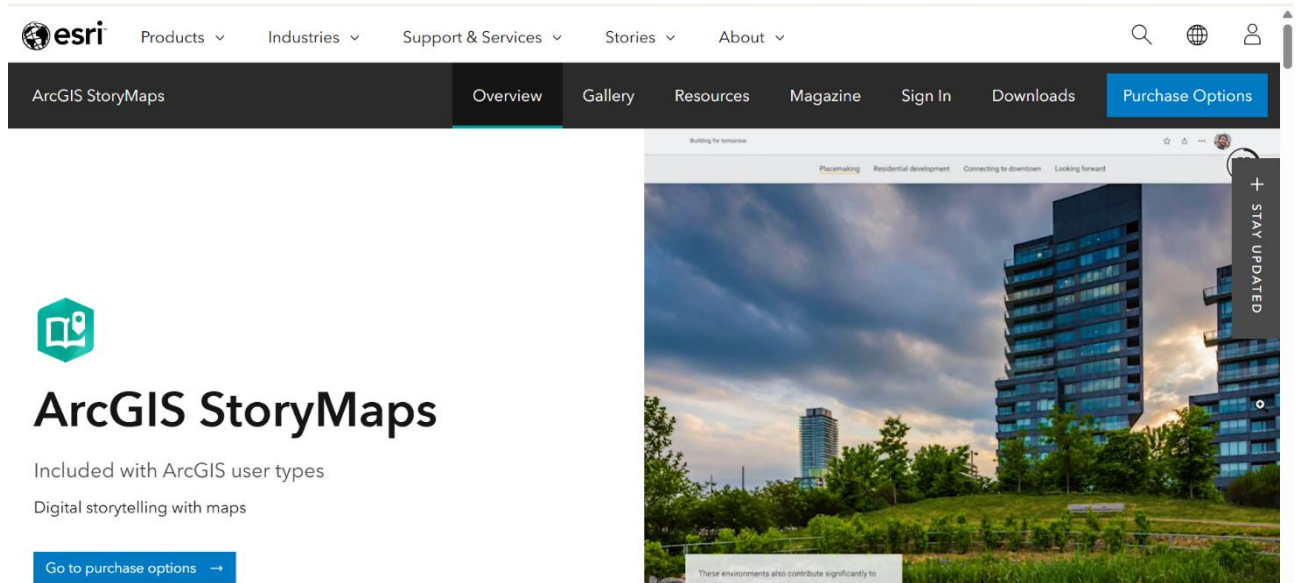 esri Products Industries Support & Services Stories About
ArcGIS StoryMaps Overview Gallery Resources Magazine Sign In Downloads Purchase Options
Building for tomorrow
Placemaking Residential development Connecting to downtown Looking forward
+ STAY UPDATED
ArcGIS StoryMaps
Included with ArcGIS user types
Digital storytelling with maps
Go to purchase options →
These environments also contribute significantly to